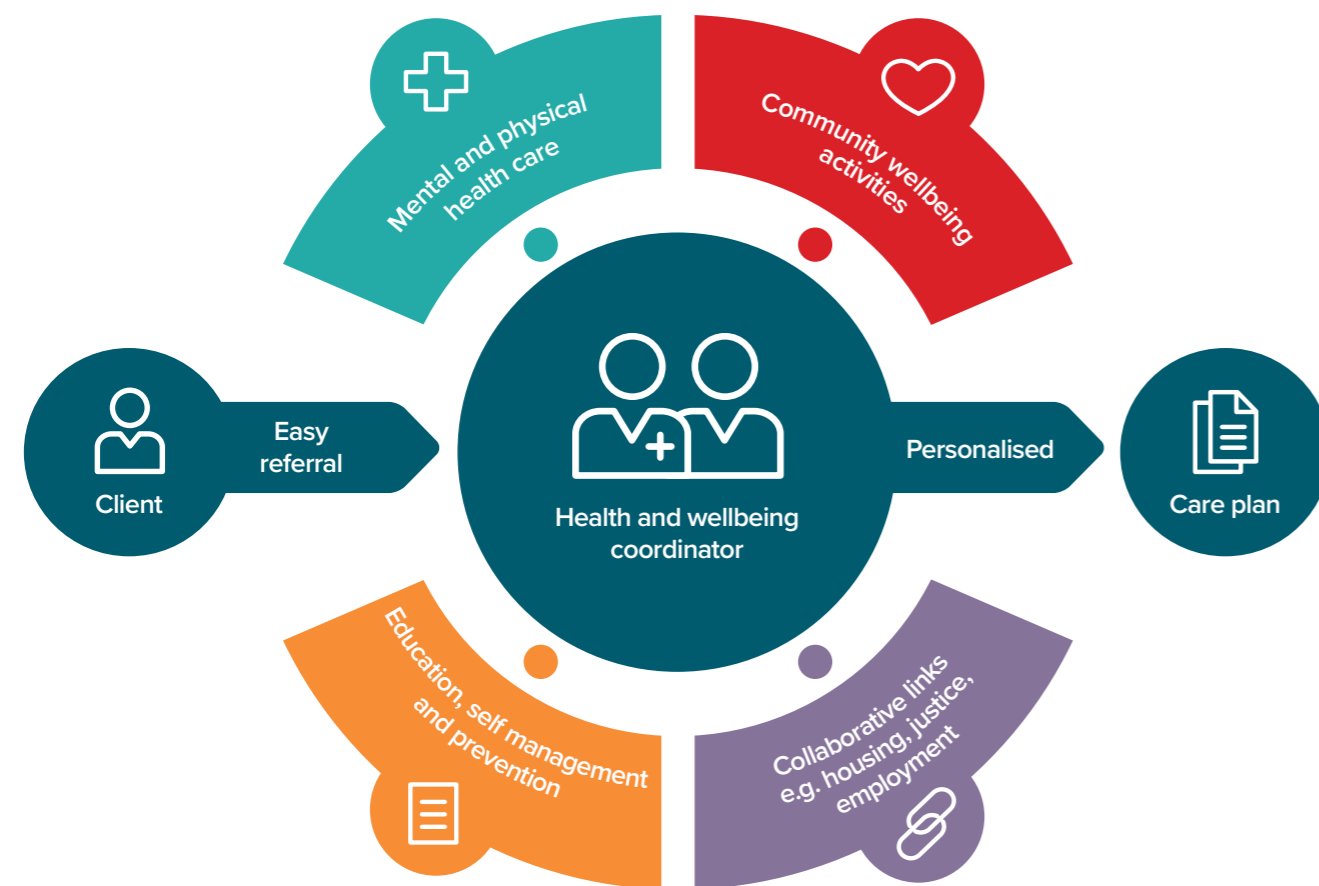 Mental and physical
health care
Community wellbeing
activities
Client
Easy
referral
Health and wellbeing
coordinator
Personalised
Care plan
Education, self management
and prevention
Collaborative links
e.g. housing, justice,
employment